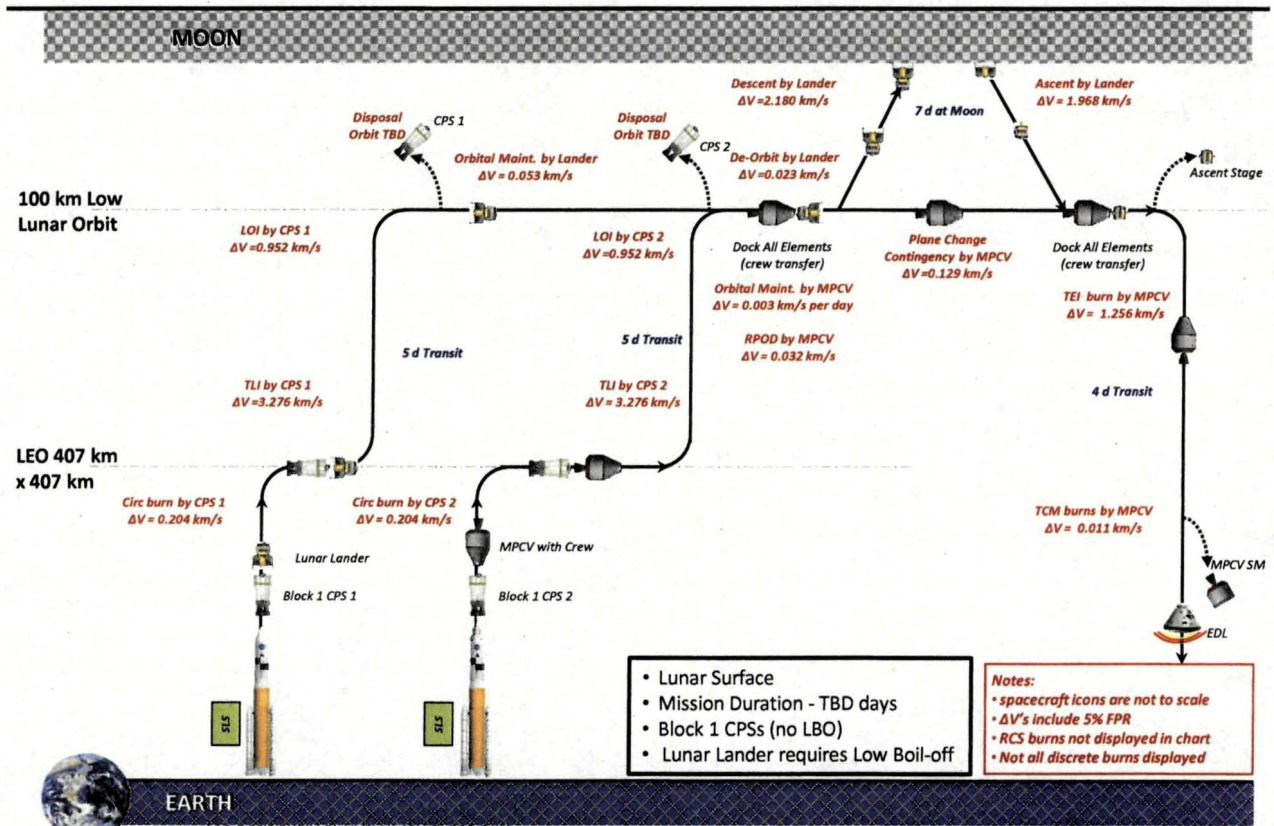 MOON
Descent by Lander
ΔV =2.180 km/s
Ascent by Lander
ΔV = 1.968 km/s
7 d at Moon
Disposal
Orbit TBD
CPS 1
Orbital Maint. by Lander
ΔV = 0.053 km/s
Disposal
Orbit TBD
CPS 2
De-Orbit by Lander
ΔV =0.023 km/s
Ascent Stage
100 km Low
Lunar Orbit
LOI by CPS 1
ΔV =0.952 km/s
LOI by CPS 2
ΔV =0.952 km/s
Dock All Elements
(crew transfer)
Plane Change
Contingency by MPCV
ΔV =0.129 km/s
Dock All Elements
(crew transfer)
Orbital Maint. by MPCV
ΔV = 0.003 km/s per day
TEI burn by MPCV
ΔV = 1.256 km/s
RPOD by MPCV
ΔV = 0.032 km/s
5 d Transit
5 d Transit
TLI by CPS 1
ΔV =3.276 km/s
TLI by CPS 2
ΔV = 3.276 km/s
4 d Transit
LEO 407 km
x 407 km
Circ burn by CPS 1
ΔV = 0.204 km/s
Circ burn by CPS 2
ΔV = 0.204 km/s
TCM burns by MPCV
ΔV = 0.011 km/s
Lunar Lander
MPCV with Crew
MPCV SM
Block 1 CPS 1
Block 1 CPS 2
EDL
SLS
SLS
• Lunar Surface
• Mission Duration - TBD days
• Block 1 CPSs (no LBO)
• Lunar Lander requires Low Boil-off
Notes:
• spacecraft icons are not to scale
• ΔV's include 5% FPR
• RCS burns not displayed in chart
• Not all discrete burns displayed
EARTH